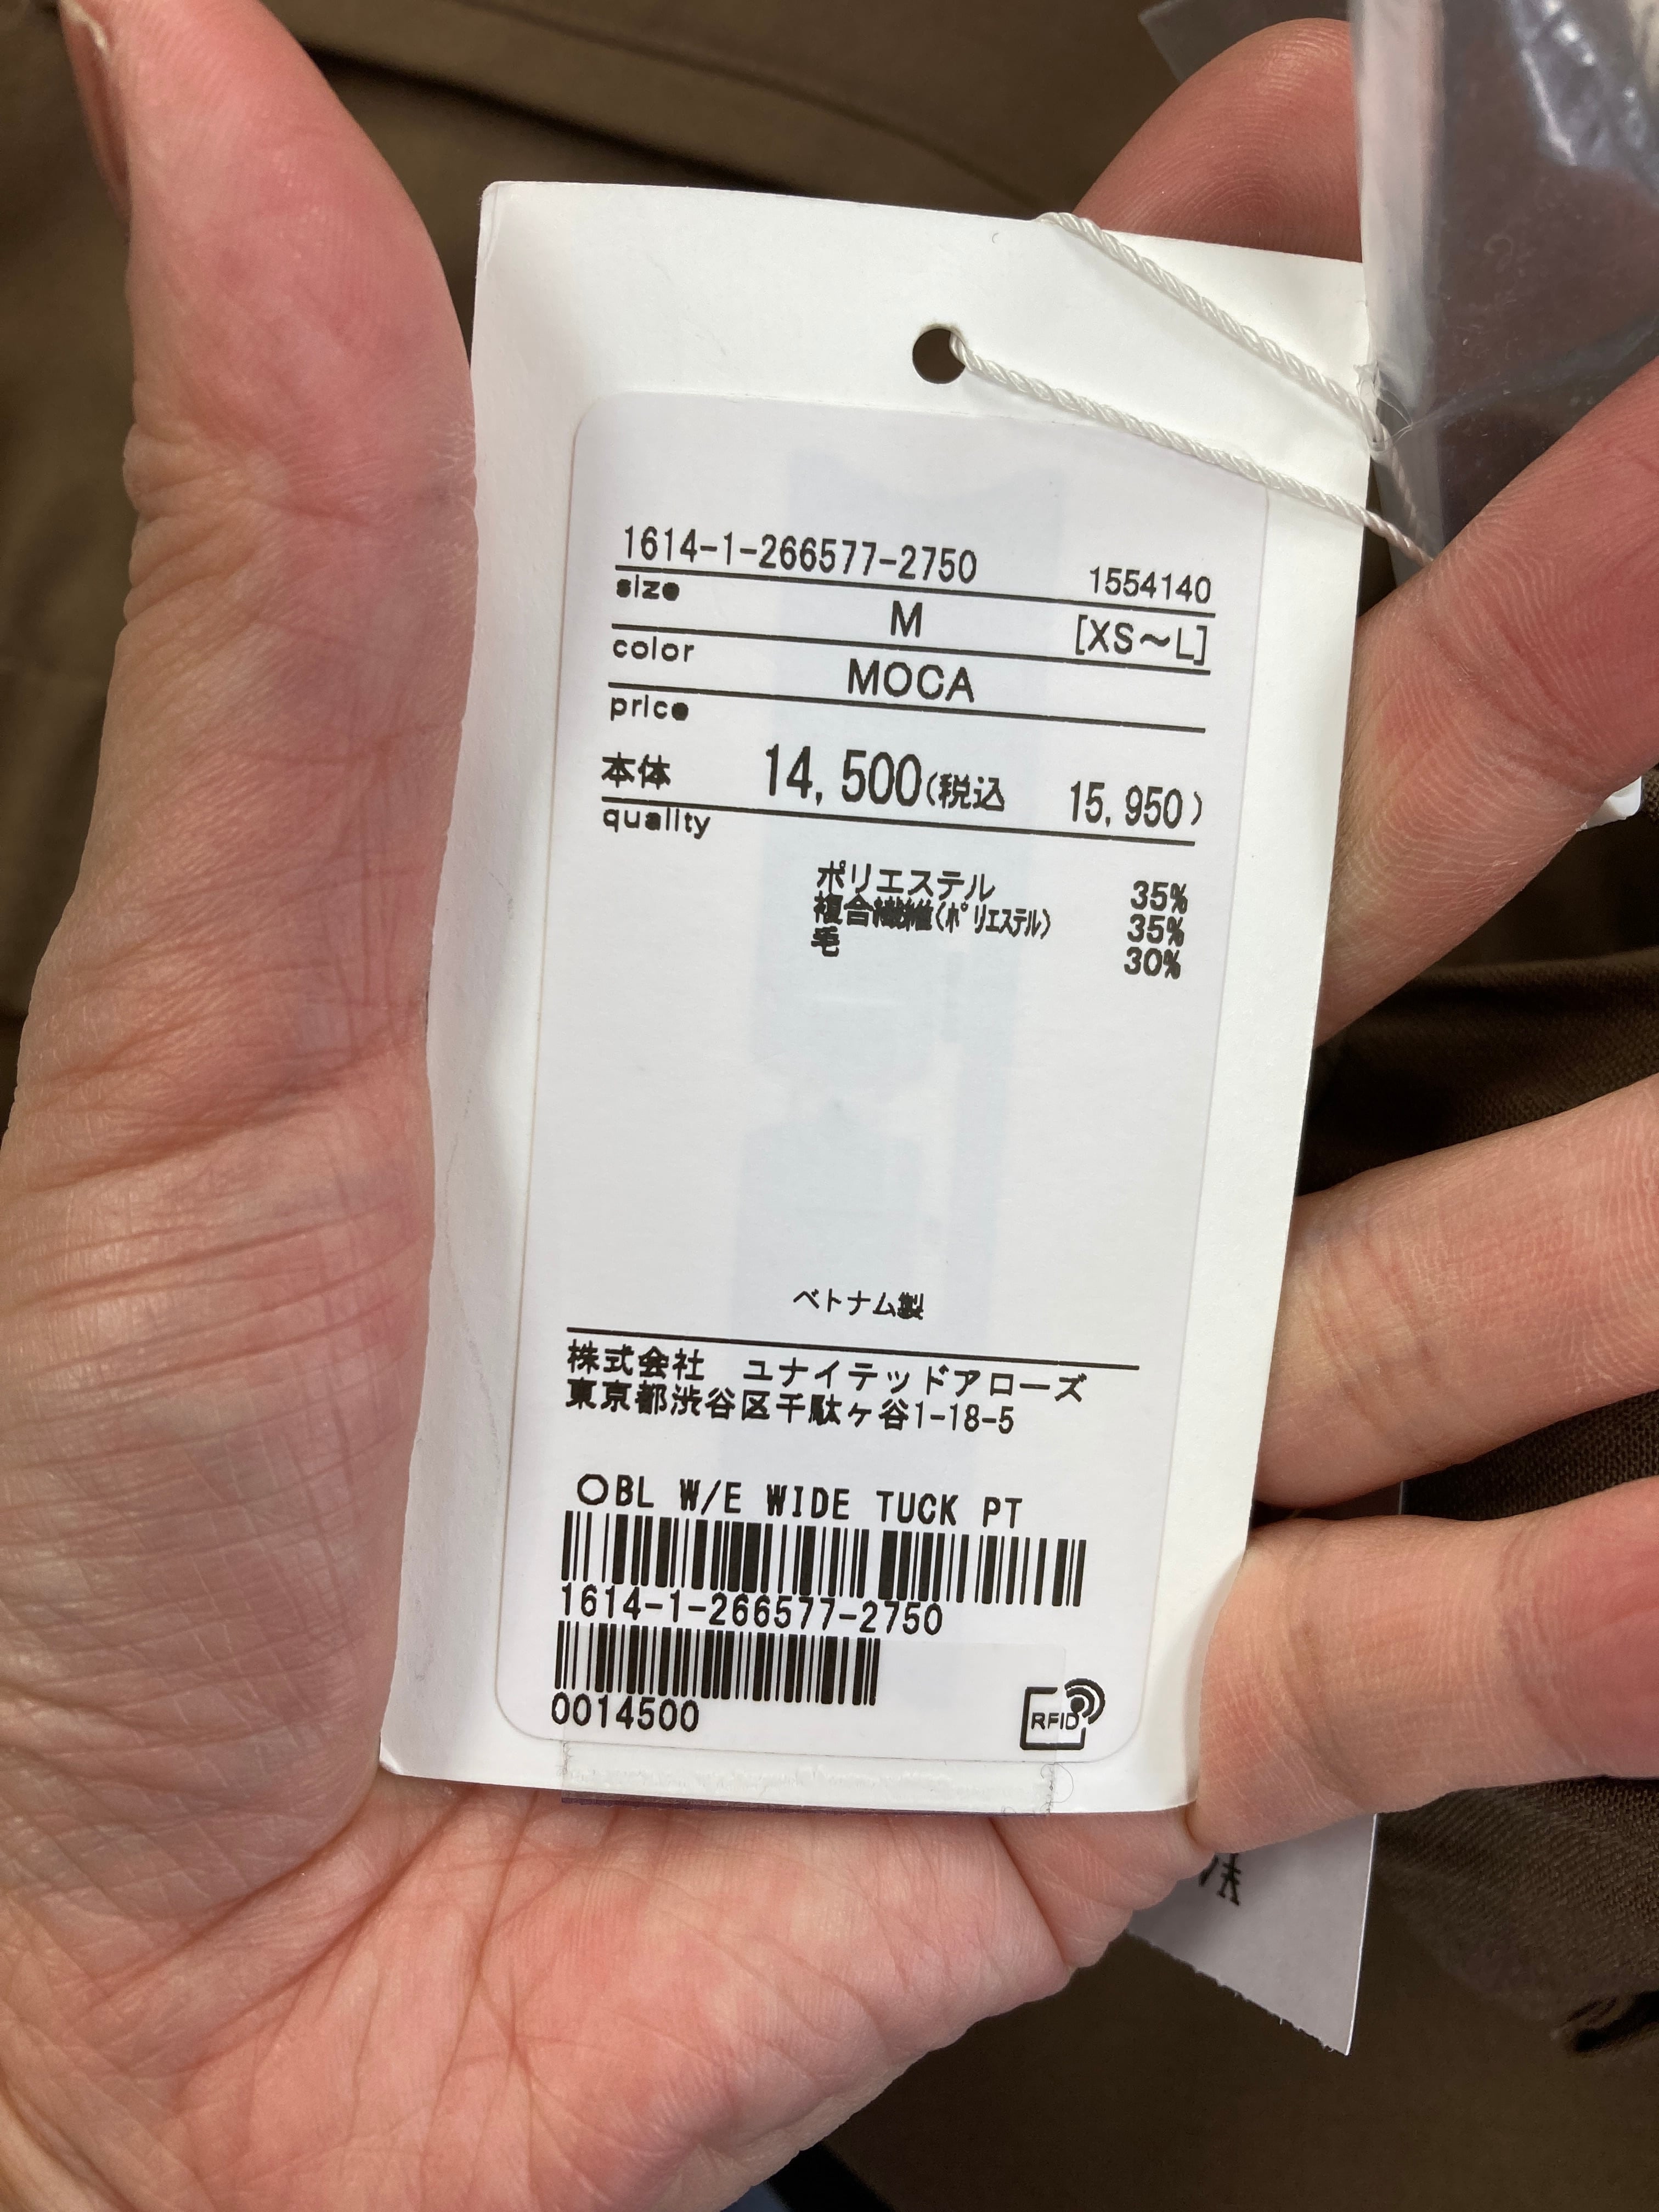 1614-1-266577-2750 1554140
size M [XS～L]
color MOCA
price
本体 14,500(税込 15,950)
quality
ポリエステル 35%
複合繊維(ポリエステル) 35%
毛 30%
ベトナム製
株式会社 ユナイテッドアローズ
東京都渋谷区千駄ヶ谷1-18-5
○BL W/E WIDE TUCK PT
1614-1-266577-2750
0014500
RFID